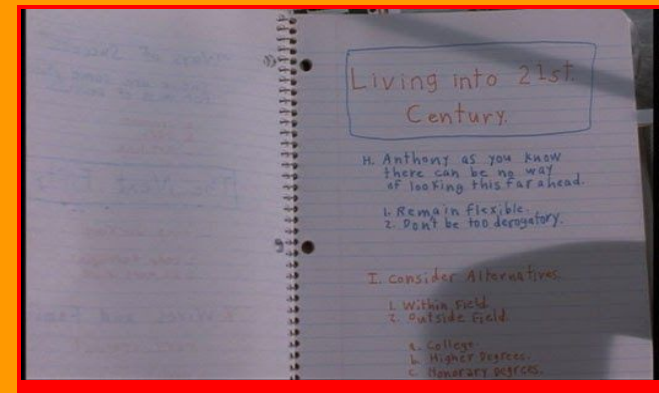 Living into 21st.
Century.
H. Anthony as you know
there can be no way
of looking this far ahead.
1. Remain flexible.
2. Don't be too derogatory.
I. Consider Alternatives
1. Within Field.
2. Outside Field.
a. College.
b. Higher Degrees.
c. Honorary Degrees.